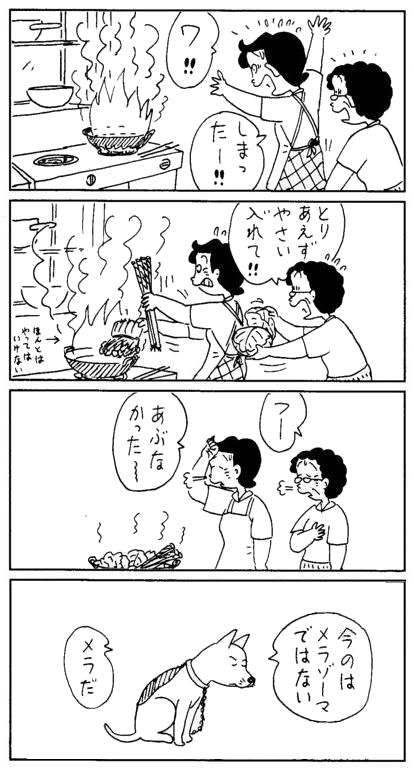 ワ!!
しまっ
たー!!
とり
あえず
やさい
入れて!!
ほんとは
やっては
いけない
フー
あぶな
かった〜
今のは
メラゾーマ
ではない
メラだ